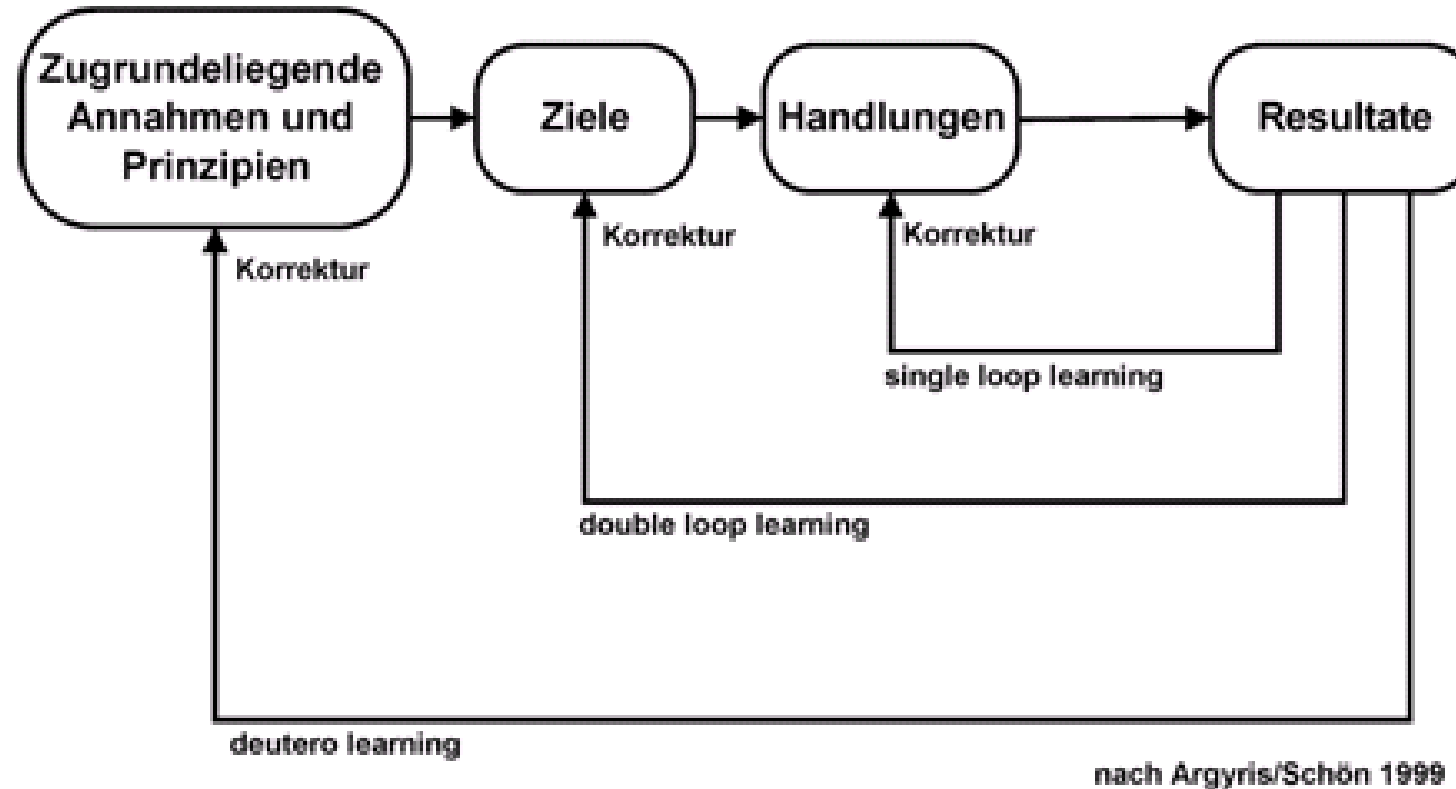 Zugrundeliegende
Annahmen und
Prinzipien
Ziele
Handlungen
Resultate
Korrektur
Korrektur
Korrektur
single loop learning
double loop learning
deutero learning
nach Argyris/Schön 1999